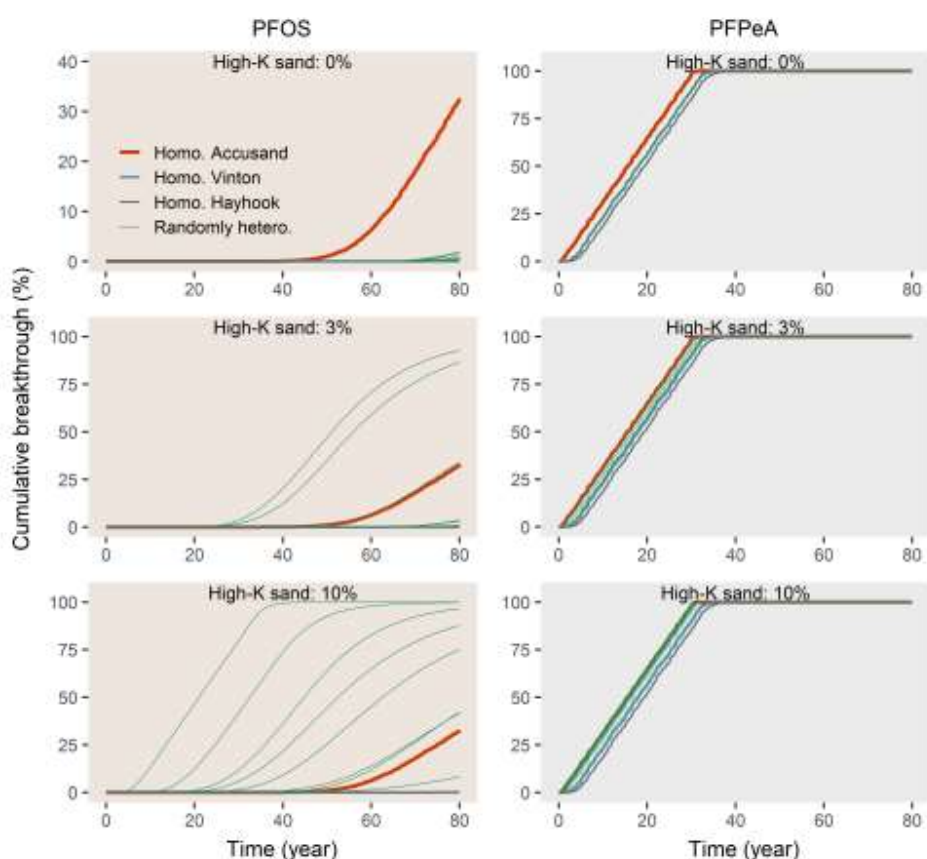 PFOS
PFPeA
High-K sand: 0%
High-K sand: 0%
40
30
20
10
0
Homo. Accusand
Homo. Vinton
Homo. Hayhook
Randomly hetero.
0 20 40 60 80
100
75
50
25
0
0 20 40 60 80
Cumulative breakthrough (%)
High-K sand: 3%
High-K sand: 3%
100
75
50
25
0
0 20 40 60 80
100
75
50
25
0
0 20 40 60 80
High-K sand: 10%
High-K sand: 10%
100
75
50
25
0
0 20 40 60 80
100
75
50
25
0
0 20 40 60 80
Time (year)
Time (year)